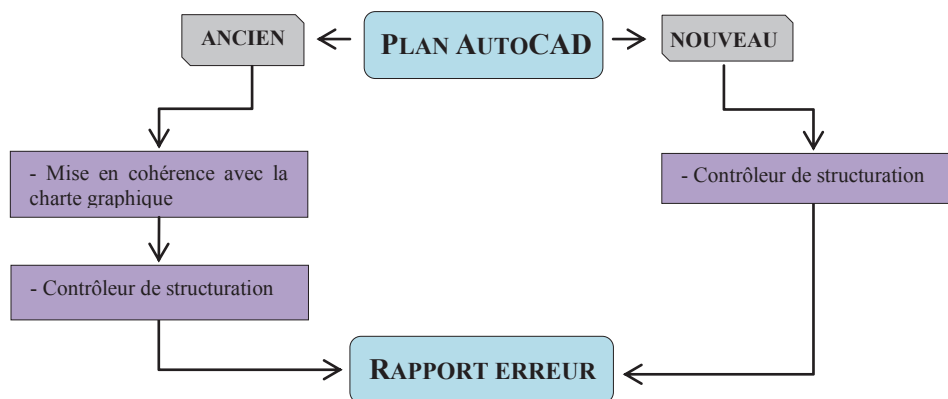 ANCIEN
PLAN AUTOCAD
NOUVEAU
- Mise en cohérence avec la
charte graphique
- Contrôleur de structuration
- Contrôleur de structuration
RAPPORT ERREUR